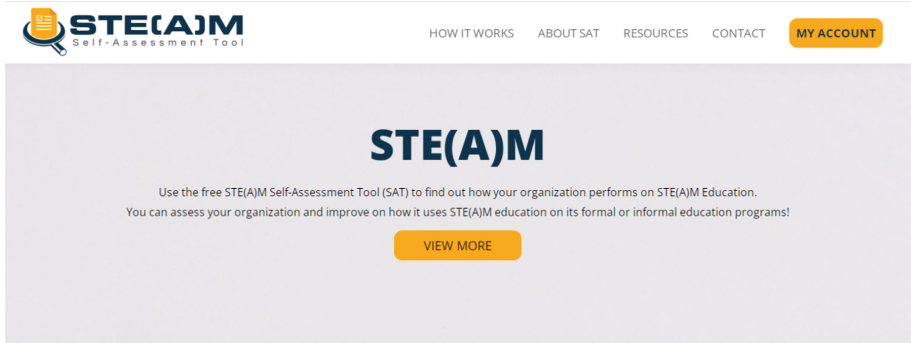 STE(A)M
Self-Assessment Tool
HOW IT WORKS ABOUT SAT RESOURCES CONTACT MY ACCOUNT
STE(A)M
Use the free STE(A)M Self-Assessment Tool (SAT) to find out how your organization performs on STE(A)M Education.
You can assess your organization and improve on how it uses STE(A)M education on its formal or informal education programs!
VIEW MORE